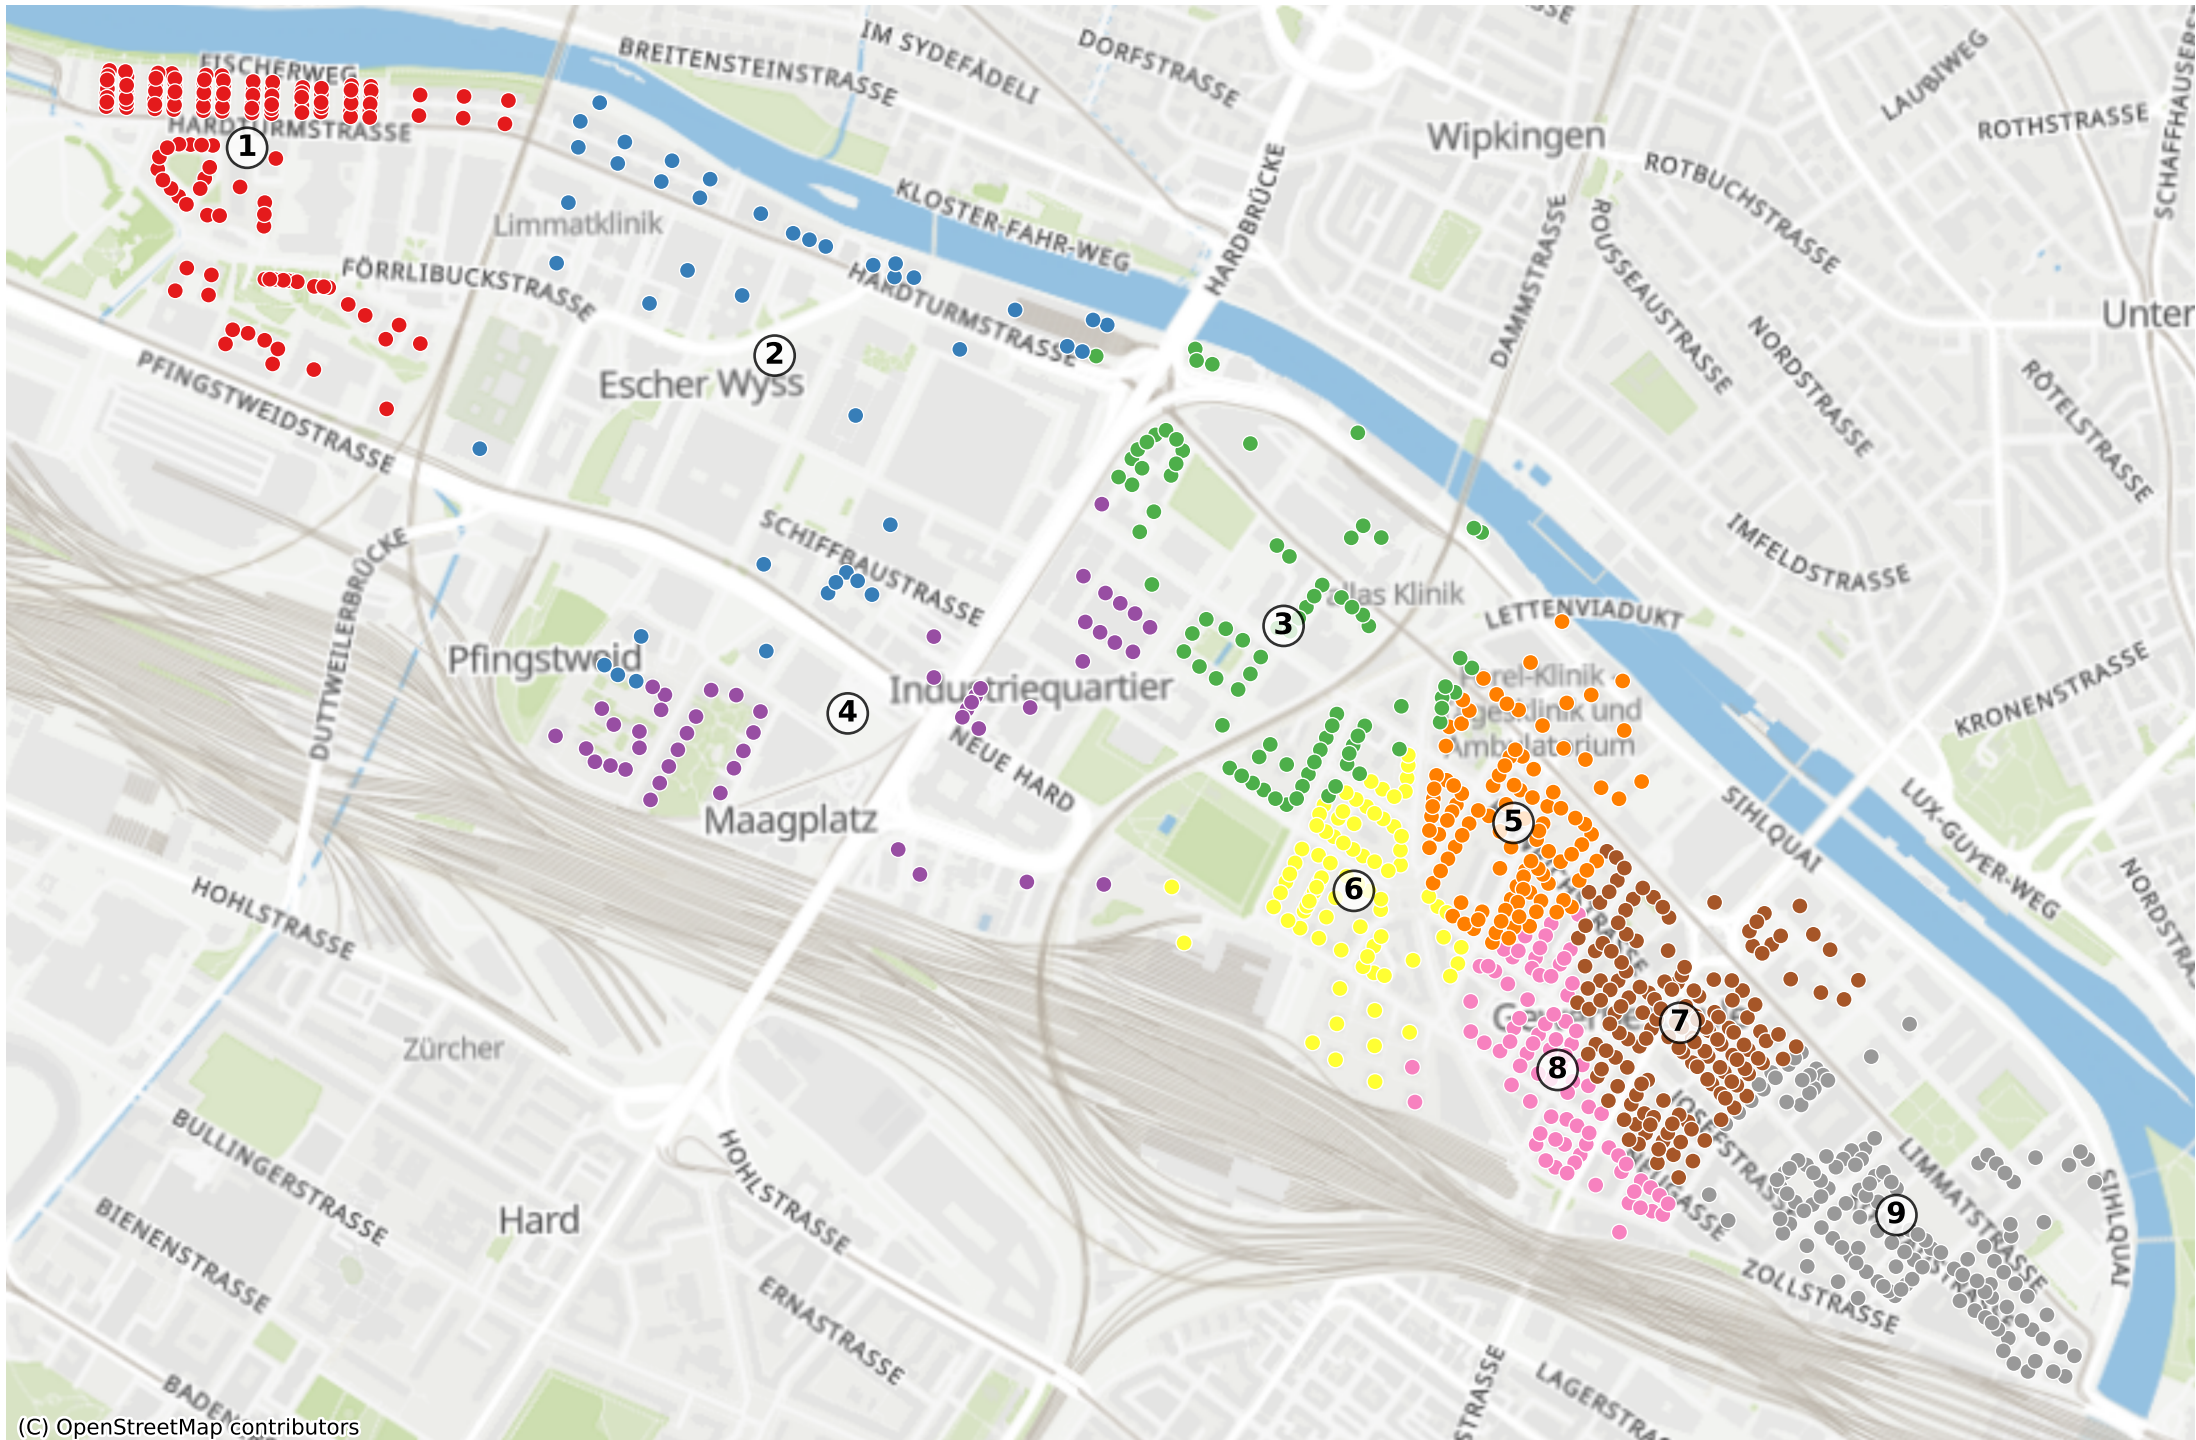 BREITENSTEINSTRASSE
IM SYDEFÄDELI
DORFSTRASSE
LAUBIWEG
ROTHSTRASSE
FISCHERWEG
HARDTURMSTRASSE
1
Wipkingen
ROTBUCHSTRASSE
Limmatklinik
KLOSTER-FAHR-WEG
HARDBRÜCKE
DAMMSTRASSE
ROUSSEAUSTRASSE
NORDSTRASSE
Unter
FÖRRLIBUCKSTRASSE
HARDTURMSTRASSE
2
Escher Wyss
PFINGSTWEIDSTRASSE
RÖTELSTRASSE
SCHIFFBAUSTRASSE
IMFELDSTRASSE
DUTTWEILERBRÜCKE
LETTENVIADUKT
3
Pfingstweid
Industriequartier
4
KRONENSTRASSE
NEUE HARD
Maagplatz
5
SIHLQUAI
LUX-GUYER-WEG
6
HOHLSTRASSE
7
Zürcher
8
BULLINGERSTRASSE
HOHLSTRASSE
JOSEFSTRASSE
LIMMATSTRASSE
SIHLQUAI
9
Hard
BIENENSTRASSE
ERNASTRASSE
ZOLLSTRASSE
LAGERSTRA
STRASSE
(C) OpenStreetMap contributors